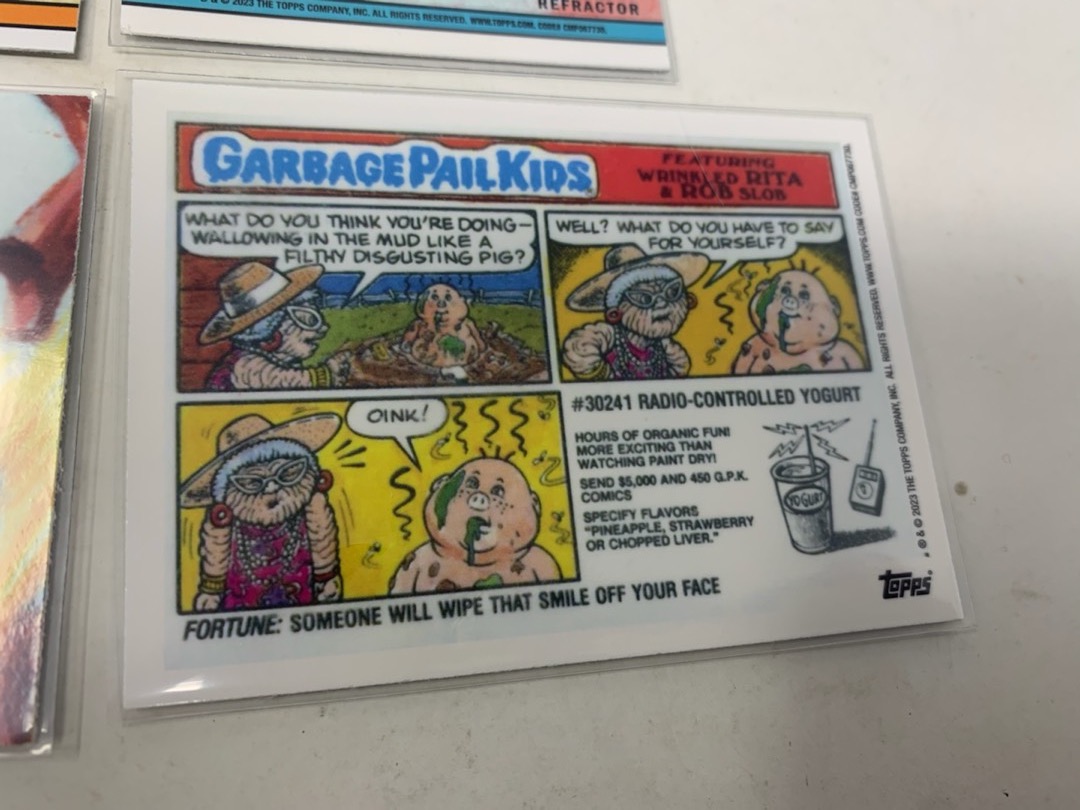 & © 2023 THE TOPPS COMPANY, INC. ALL RIGHTS RESERVED. WWW.TOPPS.COM. CODE# CMP087730.
REFRACTOR
GARBAGE PAIL KIDS
FEATURING
WRINKLED RITA
& ROB SLOB
WHAT DO YOU THINK YOU'RE DOING—
WALLOWING IN THE MUD LIKE A
FILTHY DISGUSTING PIG?
WELL? WHAT DO YOU HAVE TO SAY
FOR YOURSELF?
OINK!
#30241 RADIO-CONTROLLED YOGURT
HOURS OF ORGANIC FUN!
MORE EXCITING THAN
WATCHING PAINT DRY!
SEND $5,000 AND 450 G.P.K.
COMICS
SPECIFY FLAVORS
"PINEAPPLE, STRAWBERRY
OR CHOPPED LIVER."
YOGURT
FORTUNE: SOMEONE WILL WIPE THAT SMILE OFF YOUR FACE
Topps®
® & © 2023 THE TOPPS COMPANY, INC. ALL RIGHTS RESERVED. WWW.TOPPS.COM CODE# CMP087730.